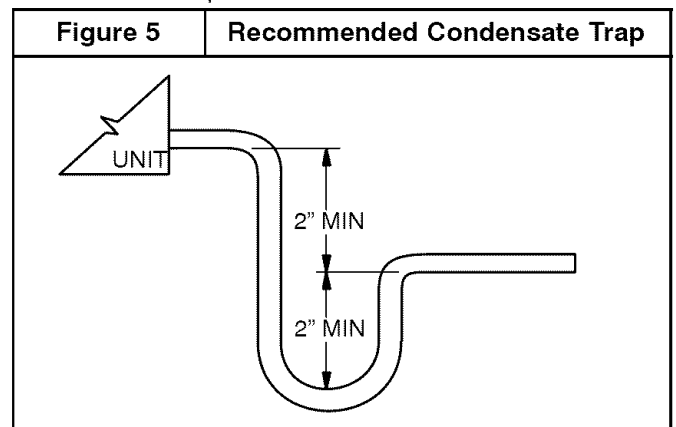 Figure 5
Recommended Condensate Trap
UNIT
2" MIN
2" MIN